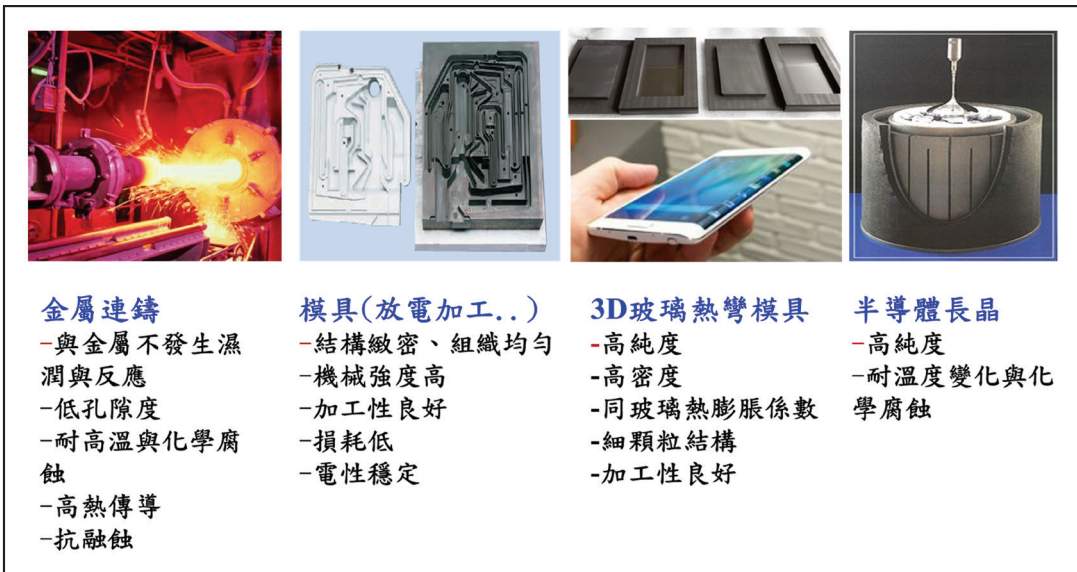 金屬連鑄
-與金屬不發生濕
潤與反應
-低孔隙度
-耐高溫與化學腐
蝕
-高熱傳導
-抗融蝕
模具(放電加工..)
-結構緻密、組織均勻
-機械強度高
-加工性良好
-損耗低
-電性穩定
3D玻璃熱彎模具
-高純度
-高密度
-同玻璃熱膨脹係數
-細顆粒結構
-加工性良好
半導體長晶
-高純度
-耐溫度變化與化
學腐蝕